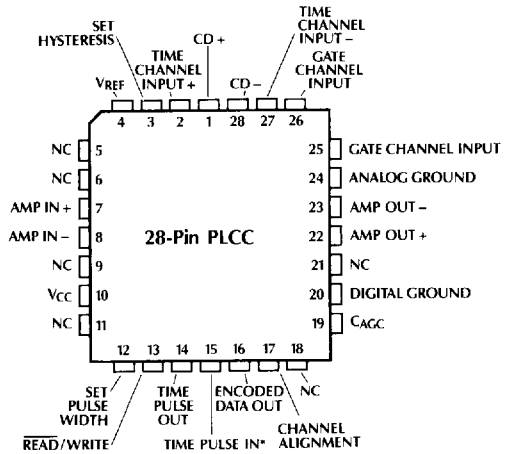 SET
HYSTERESIS
VREF
TIME
CHANNEL
INPUT +
CD +
CD −
TIME
CHANNEL
INPUT −
GATE
CHANNEL
INPUT
4 3 2 1 28 27 26
NC 5
NC 6
AMP IN + 7
AMP IN − 8
NC 9
VCC 10
NC 11
28-Pin PLCC
25 GATE CHANNEL INPUT
24 ANALOG GROUND
23 AMP OUT −
22 AMP OUT +
21 NC
20 DIGITAL GROUND
19 CAGC
12 13 14 15 16 17 18
SET
PULSE
WIDTH
READ/WRITE
TIME
PULSE
OUT
TIME PULSE IN*
ENCODED
DATA OUT
CHANNEL
ALIGNMENT
NC